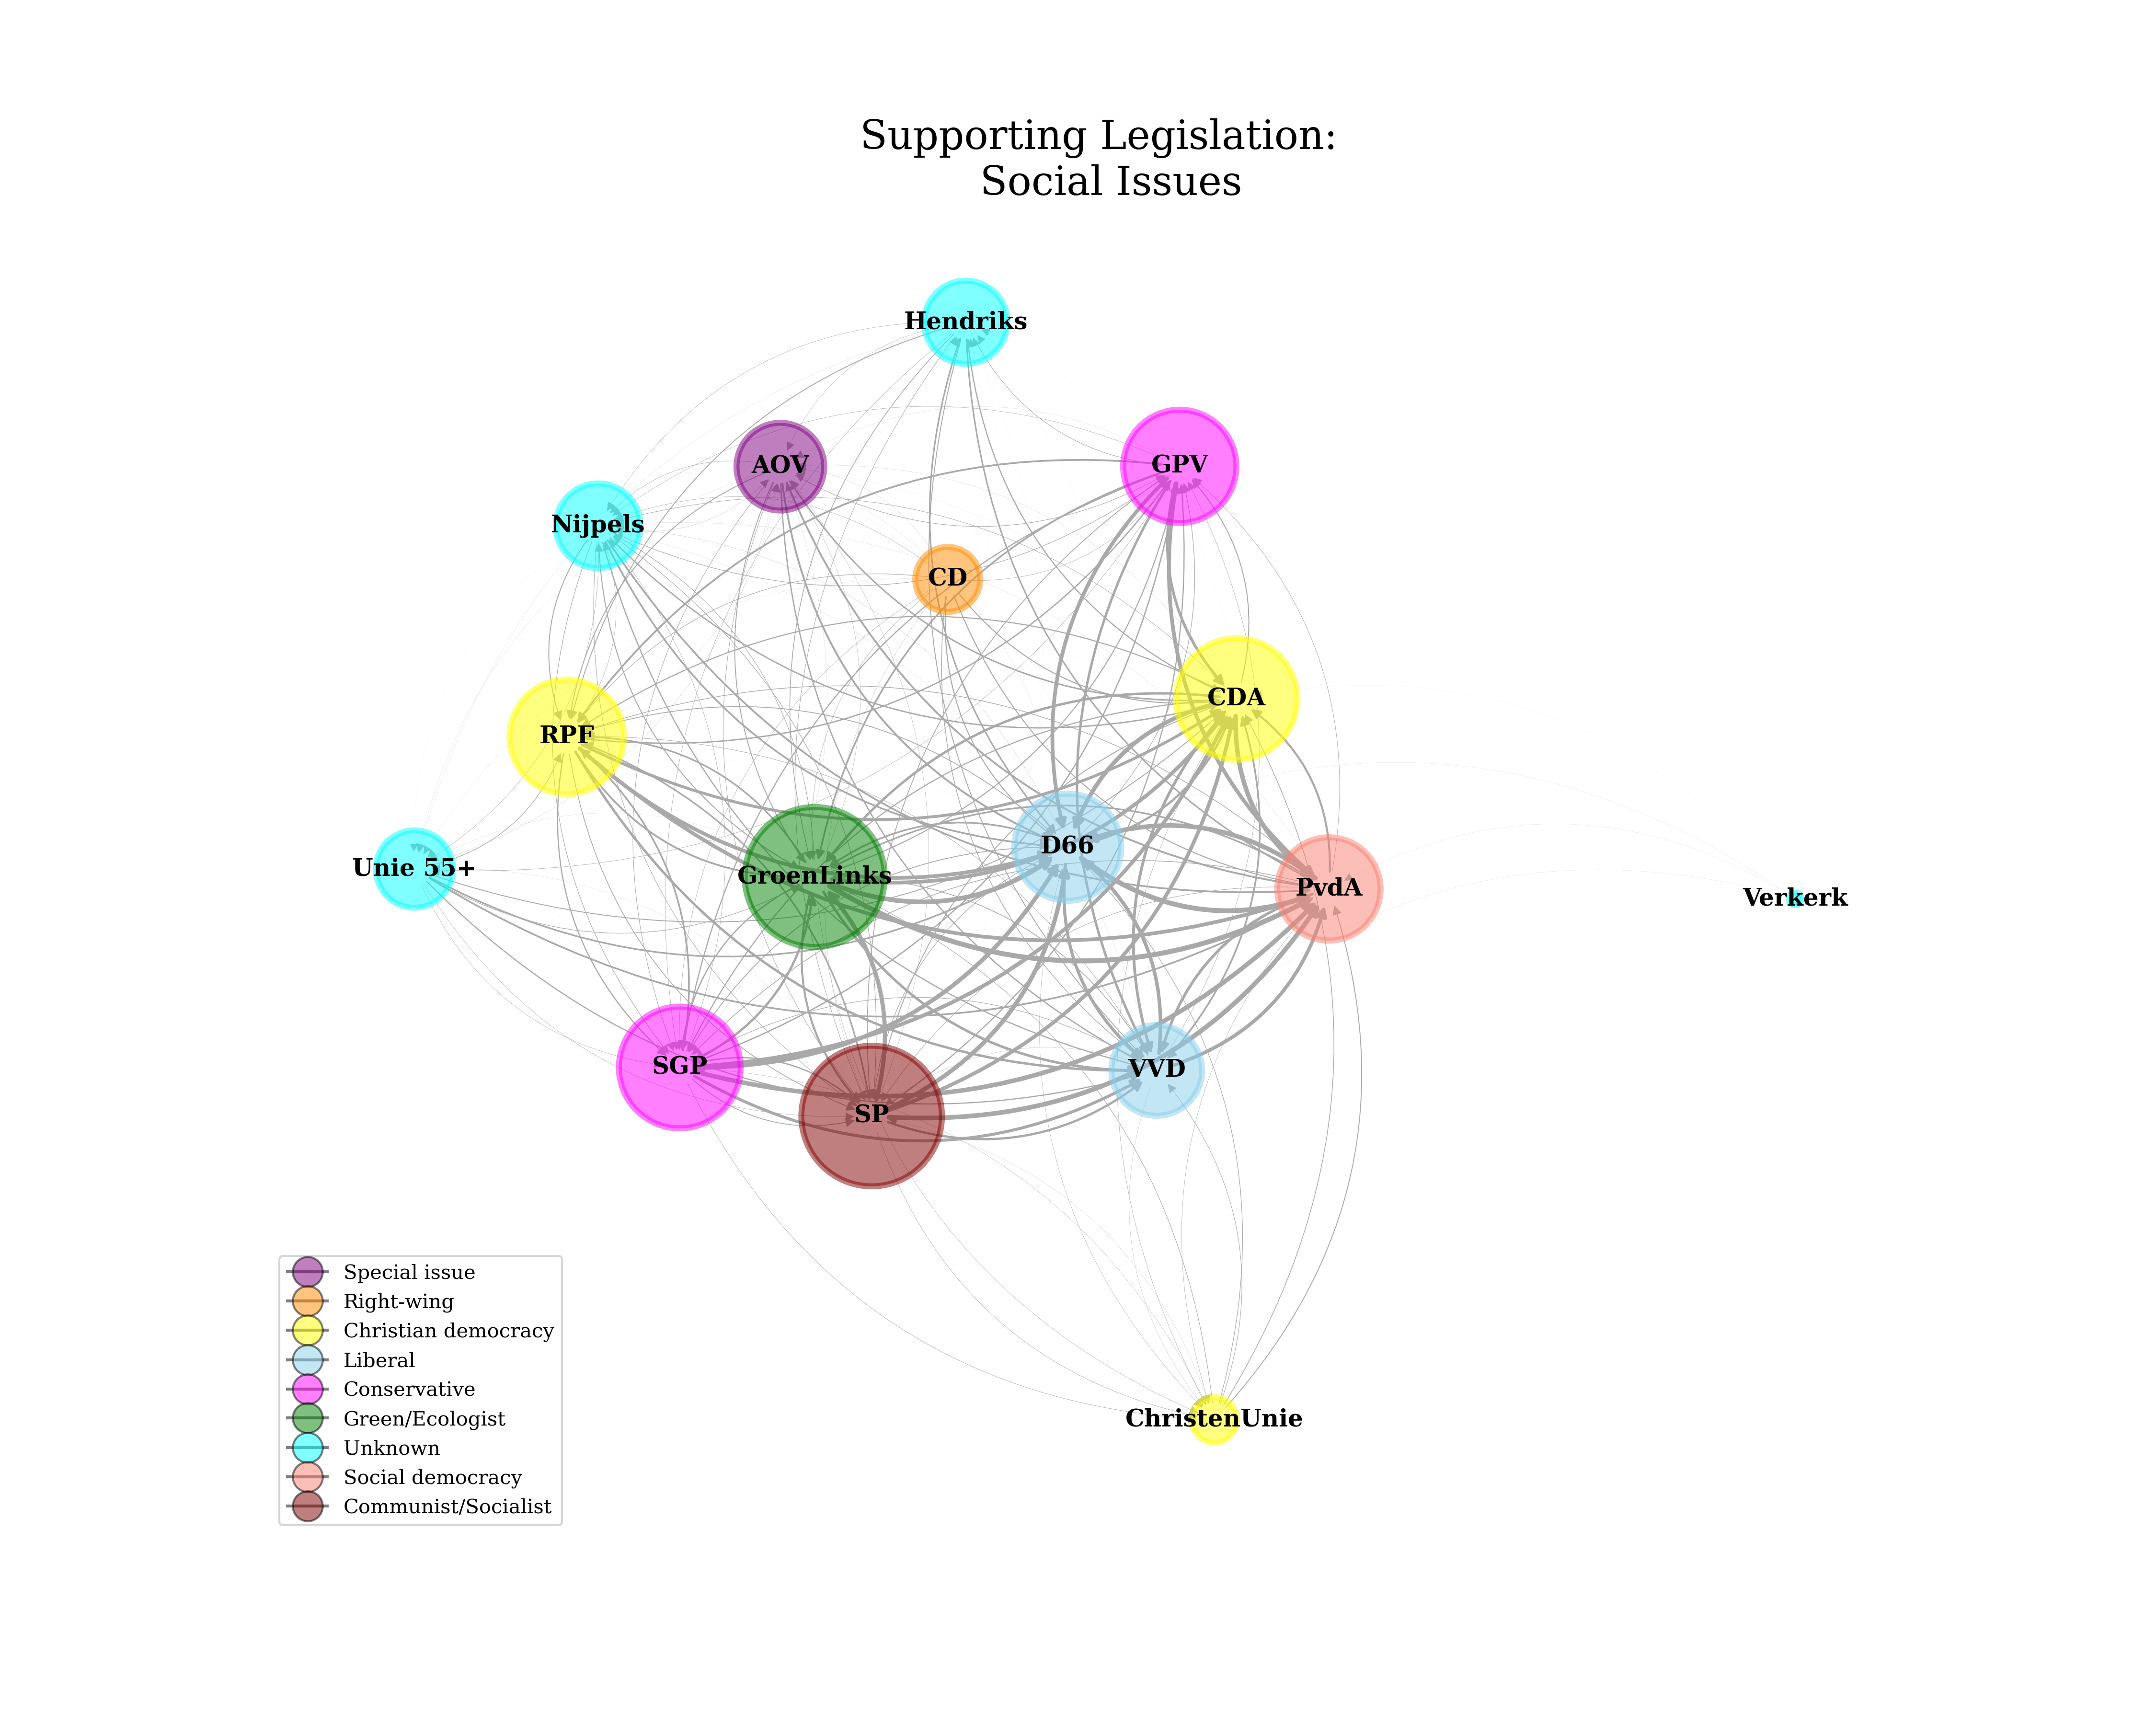 Supporting Legislation:
Social Issues
Hendriks
AOV
GPV
Nijpels
CD
CDA
RPF
D66
Unie 55+
GroenLinks
PvdA
Verkerk
SGP
VVD
SP
ChristenUnie
Special issue
Right-wing
Christian democracy
Liberal
Conservative
Green/Ecologist
Unknown
Social democracy
Communist/Socialist